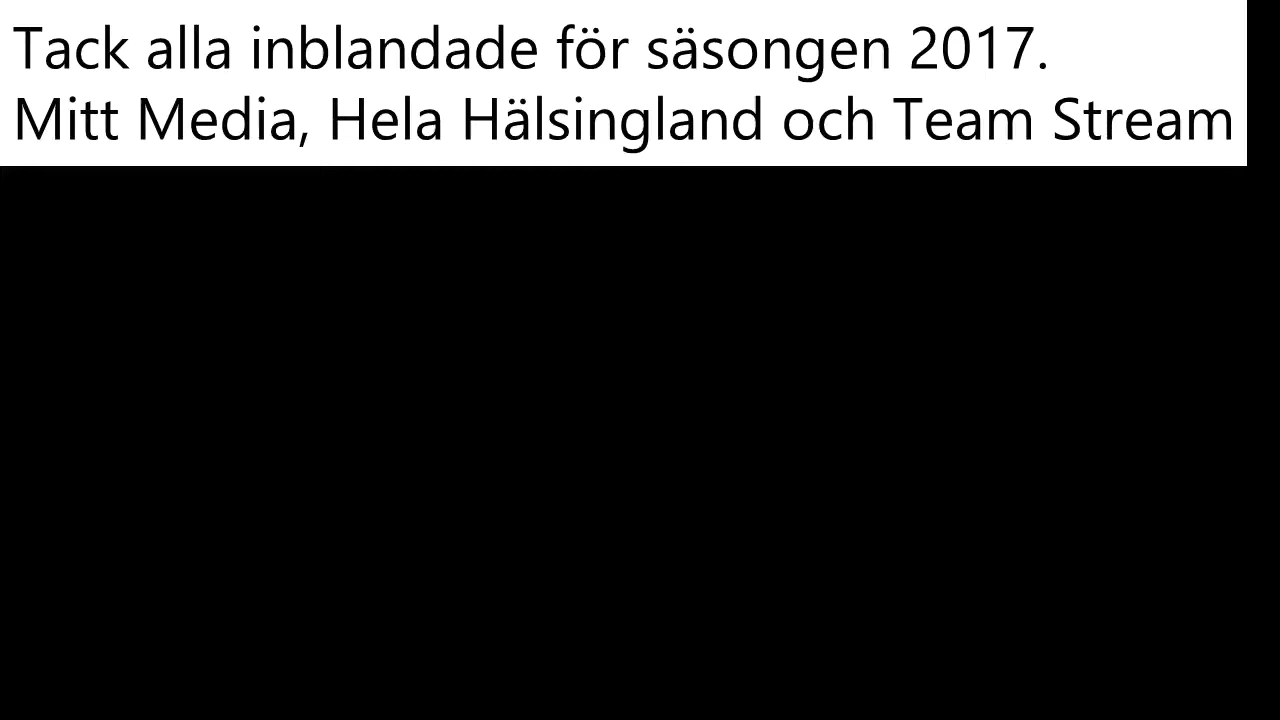 Tack alla inblandade för säsongen 2017.
Mitt Media, Hela Hälsingland och Team Stream